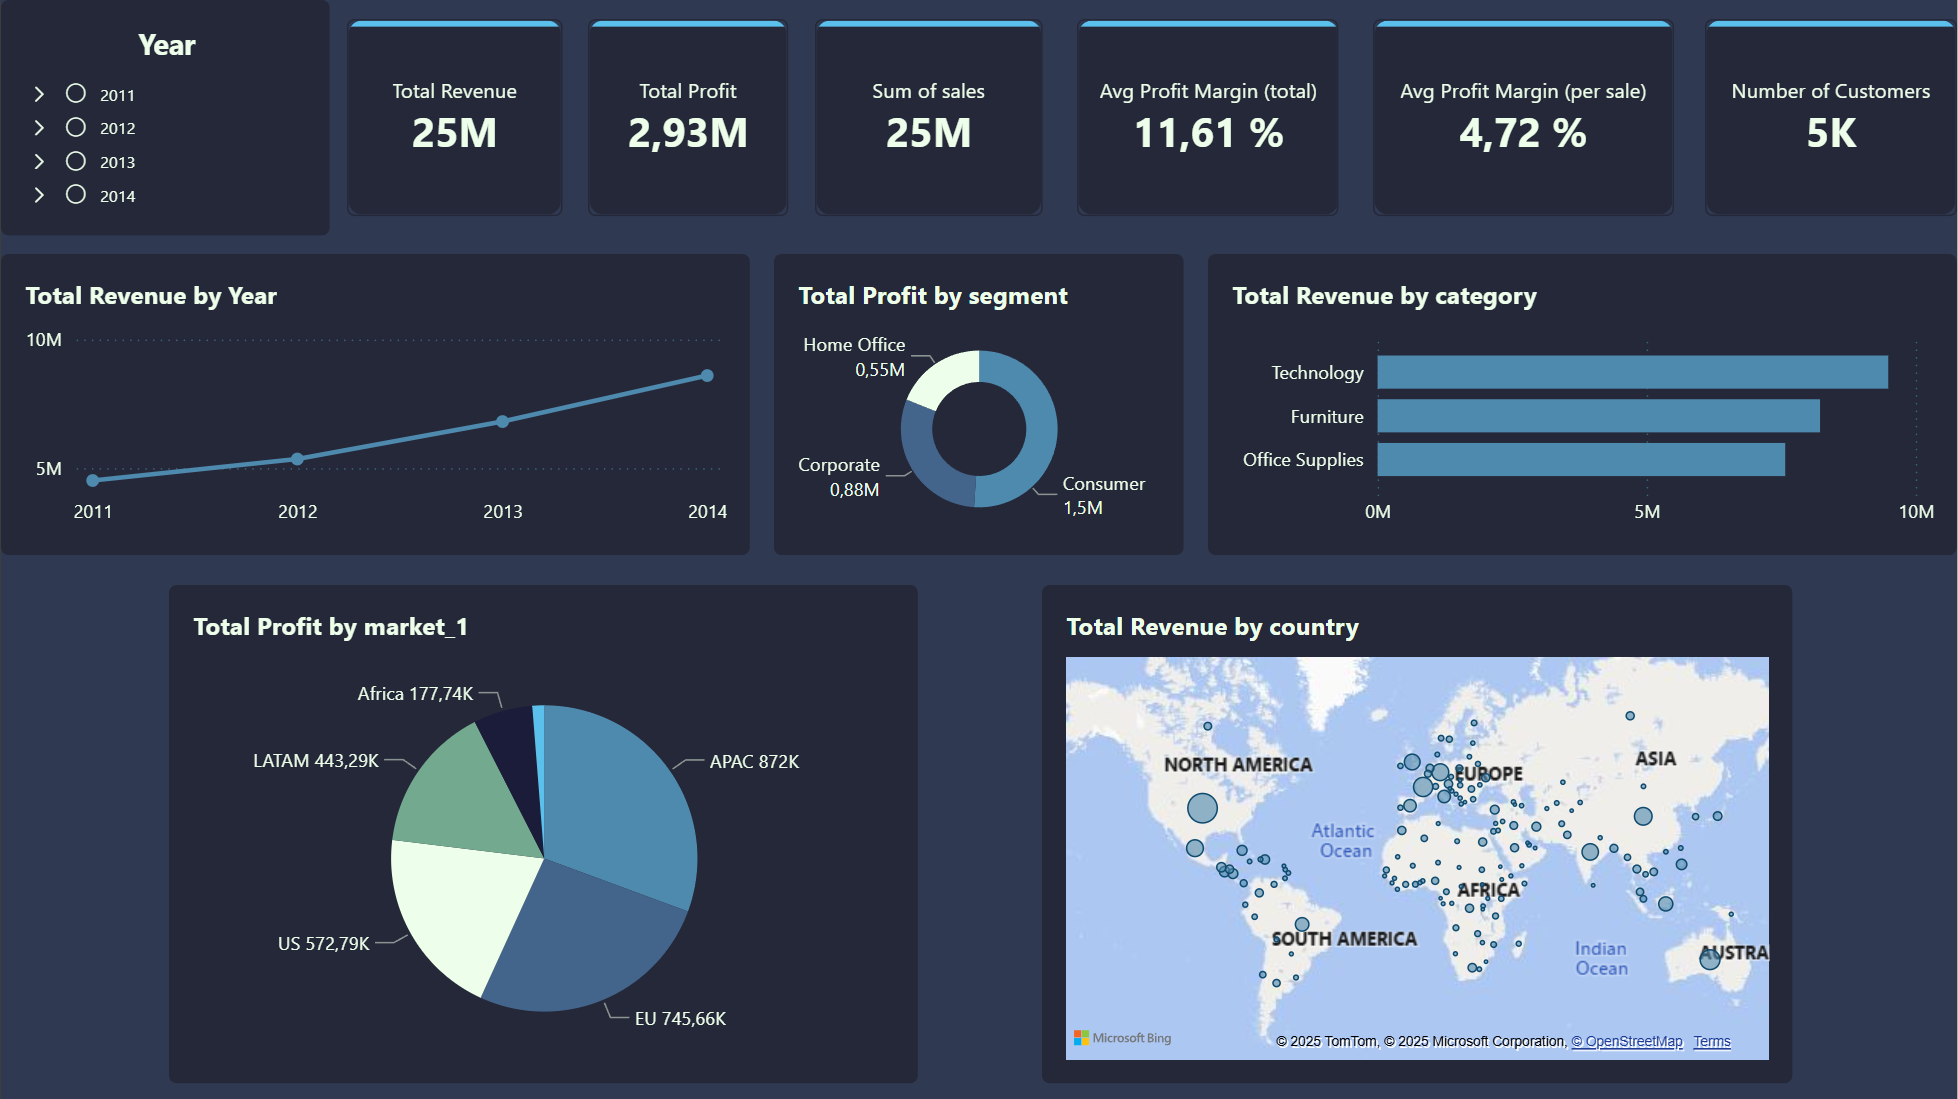 Year
2011
2012
2013
2014
Total Revenue
25M
Total Profit
2,93M
Sum of sales
25M
Avg Profit Margin (total)
11,61 %
Avg Profit Margin (per sale)
4,72 %
Number of Customers
5K
Total Revenue by Year
10M
5M
2011 2012 2013 2014
Total Profit by segment
Home Office
0,55M
Corporate
0,88M
Consumer
1,5M
Total Revenue by category
Technology
Furniture
Office Supplies
0M 5M 10M
Total Profit by market_1
Africa 177,74K
LATAM 443,29K
APAC 872K
US 572,79K
EU 745,66K
Total Revenue by country
NORTH AMERICA
EUROPE
ASIA
Atlantic
Ocean
AFRICA
SOUTH AMERICA
Indian
Ocean
AUSTRA
Microsoft Bing
© 2025 TomTom, © 2025 Microsoft Corporation, © OpenStreetMap Terms